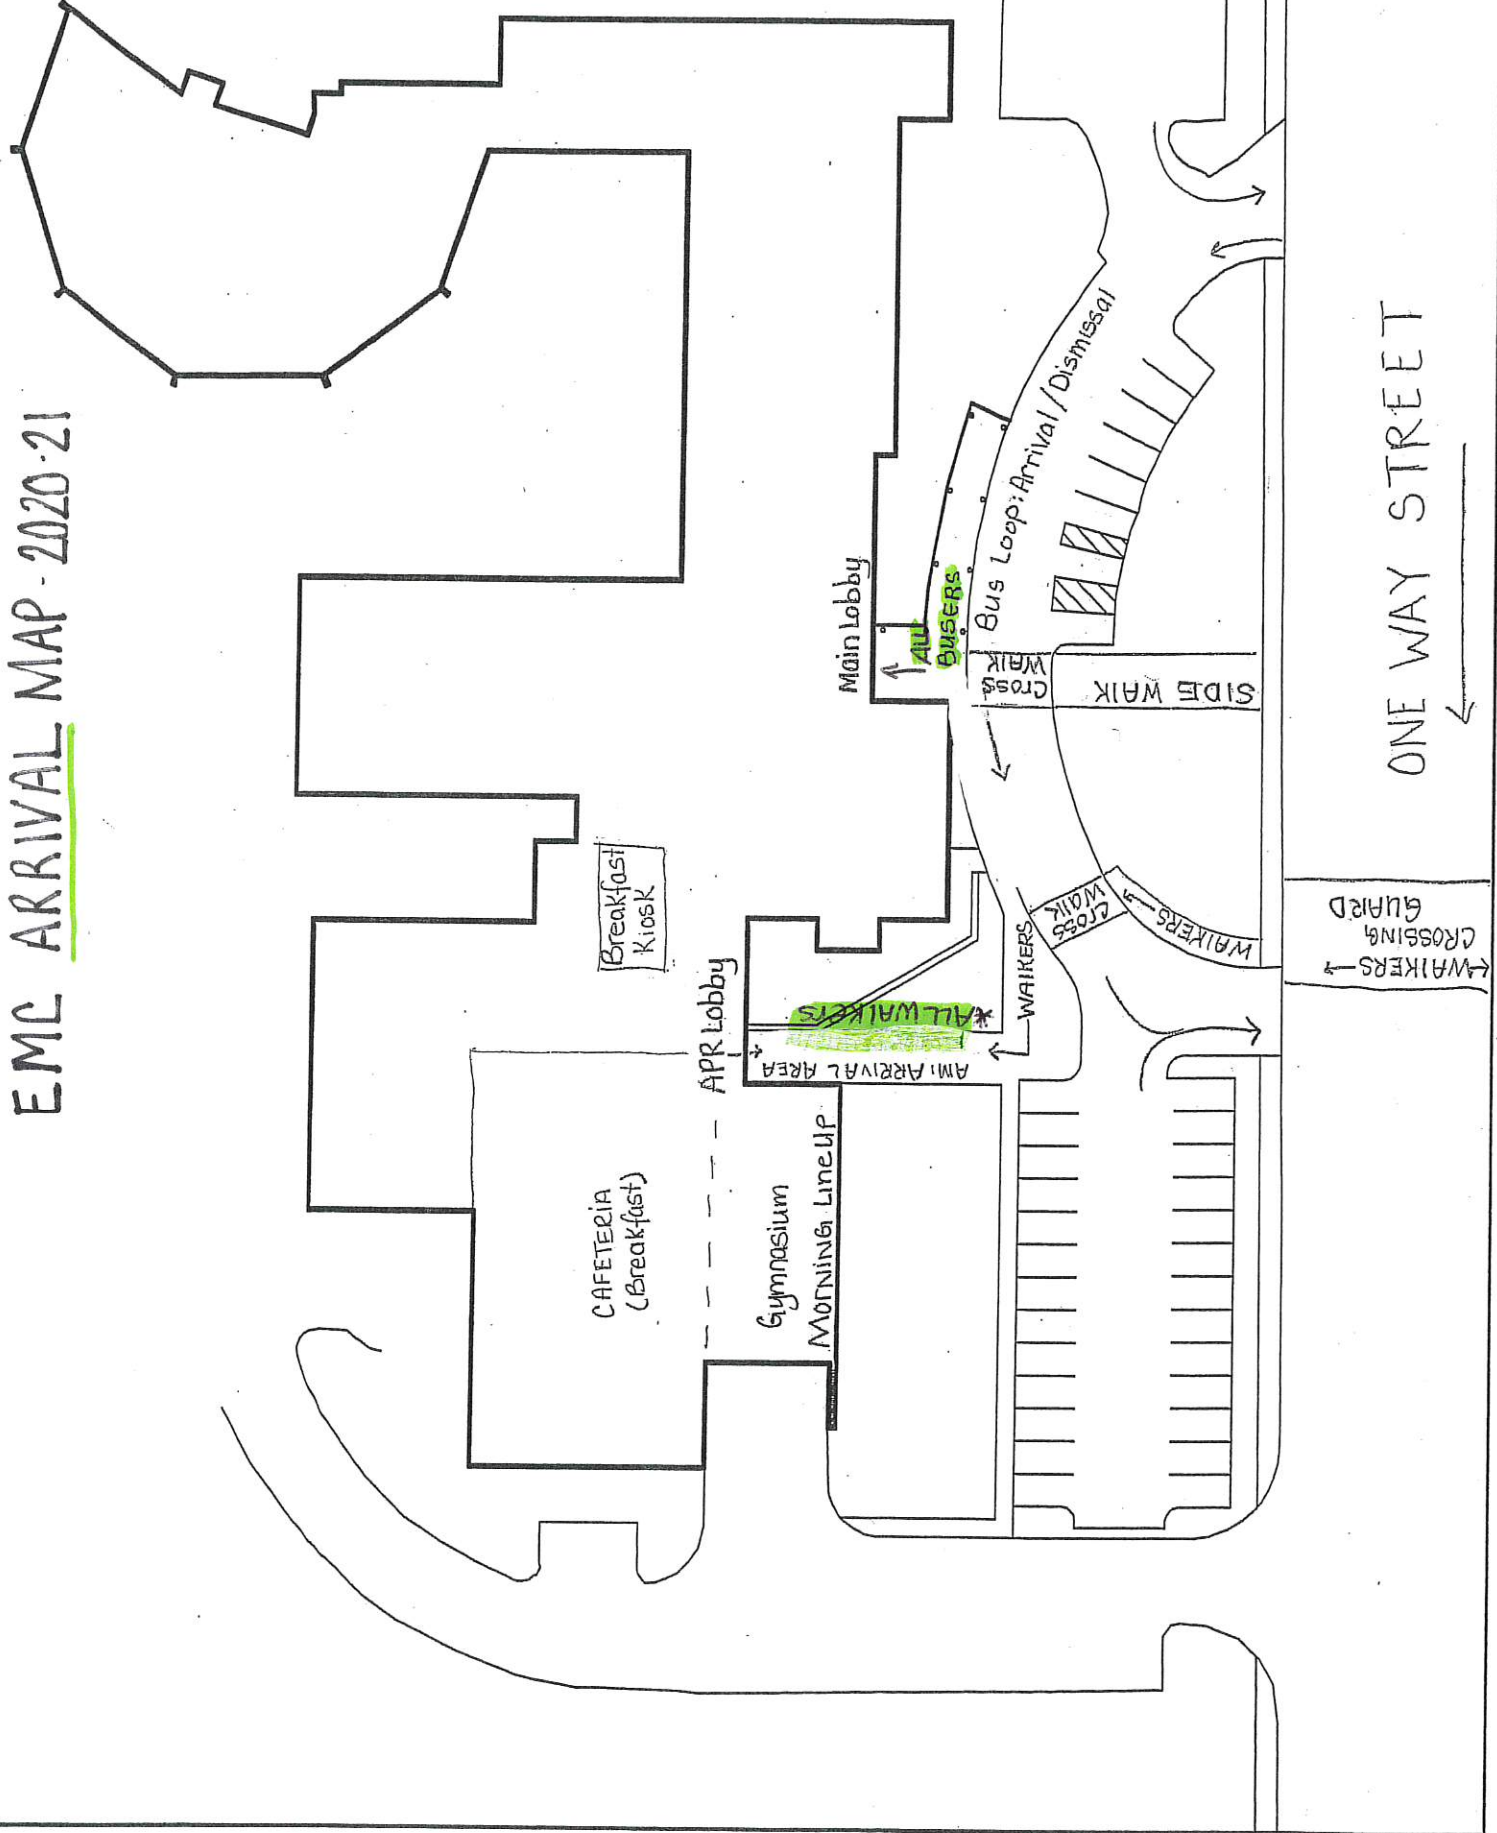 EMC ARRIVAL MAP - 2020-21
Main Lobby
ALL
BUSERS
Bus Loop: Arrival / Dismissal
Cross
WALK
SIDE WALK
Breakfast
Kiosk
APR Lobby
*ALL WALKERS
AM: ARRIVAL AREA
WALKERS
CROSS
WALK
WALKERS
CAFETERIA
(Breakfast)
Gymnasium
MORNING LINEUP
ONE WAY STREET
CROSSING
GUARD
←WALKERS→